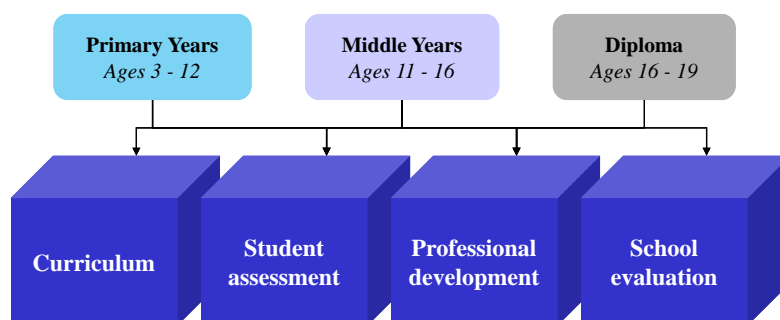 Primary Years
Ages 3 - 12
Middle Years
Ages 11 - 16
Diploma
Ages 16 - 19
Curriculum
Student
assessment
Professional
development
School
evaluation